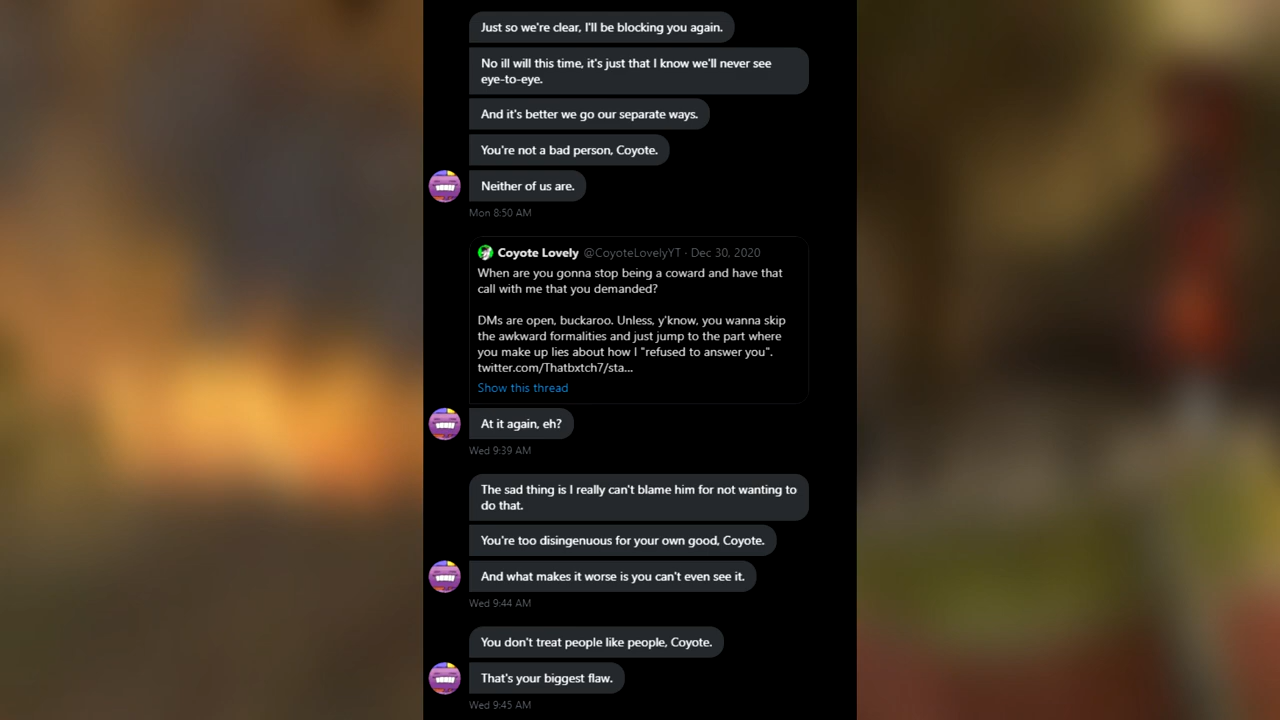 Just so we're clear, I'll be blocking you again.
No ill will this time, it's just that I know we'll never see
eye-to-eye.
And it's better we go our separate ways.
You're not a bad person, Coyote.
Neither of us are.
Mon 8:50 AM
Coyote Lovely @CoyoteLovelyYT · Dec 30, 2020
When are you gonna stop being a coward and have that
call with me that you demanded?
DMs are open, buckaroo. Unless, y'know, you wanna skip
the awkward formalities and just jump to the part where
you make up lies about how I "refused to answer you".
twitter.com/Thatbxtch7/sta...
Show this thread
At it again, eh?
Wed 9:39 AM
The sad thing is I really can't blame him for not wanting to
do that.
You're too disingenuous for your own good, Coyote.
And what makes it worse is you can't even see it.
Wed 9:44 AM
You don't treat people like people, Coyote.
That's your biggest flaw.
Wed 9:45 AM